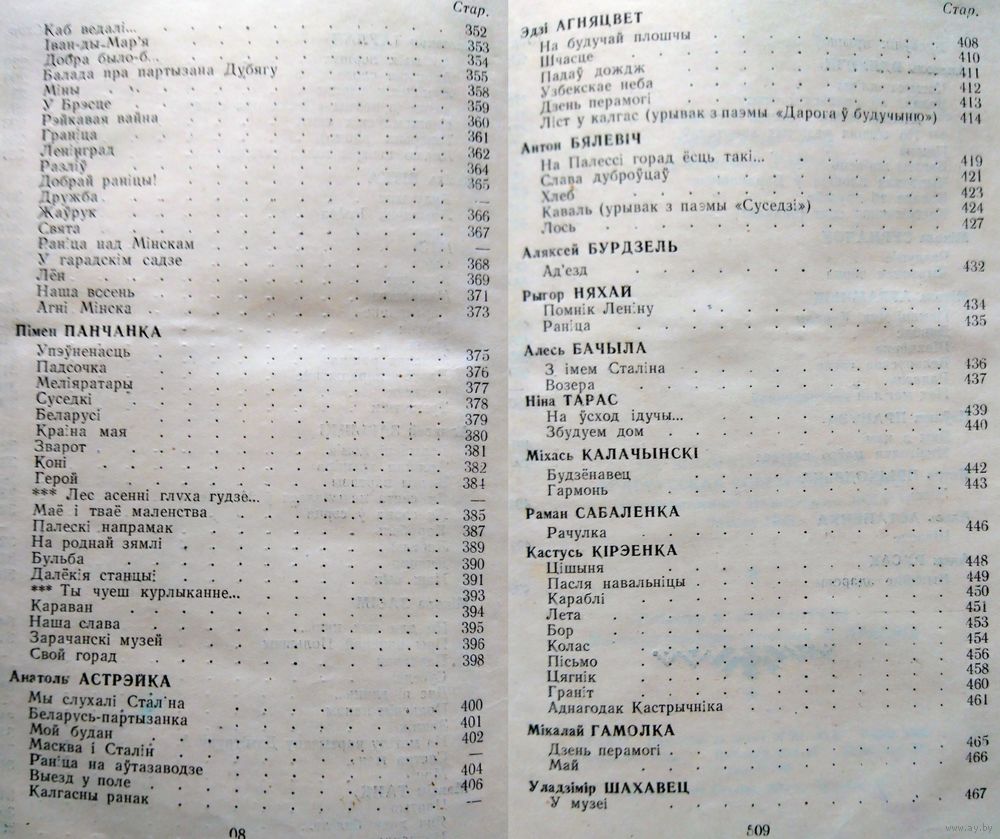 Стар.
Каб ведалі... 352
Іван-ды-Мар'я 353
Добра было-б... 354
Балада пра партызана Дубягу 355
Міны 358
У Брэсце 359
Рэйкавая вайна 360
Граніца 361
Ленінград 362
Разліў 364
Добрай раніцы! 365
Дружба —
Жаўрук 366
Свята 367
Раніца над Мінскам —
У гарадскім садзе 368
Лён 369
Наша восень 371
Агні Мінска 373
Пімен ПАНЧАНКА
Упэўненасць 375
Падсочка 376
Меліяратары 377
Суседкі 378
Беларусі 379
Краіна мая 380
Зварот 381
Коні 382
Герой 384
*** Лес асенні глуха гудзе... —
Маё і тваё маленства 385
Палескі напрамак 387
На роднай зямлі 389
Бульба 390
Далёкія станцыі 391
*** Ты чуеш курлыканне... 393
Караван 394
Наша слава 395
Зарачанскі музей 396
Свой горад 398
Анатоль АСТРЭЙКА
Мы слухалі Сталіна 400
Беларусь-партызанка 401
Мой будан 402
Масква і Сталін —
Раніца на аўтазаводзе 404
Выезд у поле 406
Калгасны ранак —
08
Стар.
Эдзі АГНЯЦВЕТ
На будучай плошчы 408
Шчасце 410
Падаў дождж 411
Узбекскае неба 412
Дзень перамогі 413
Ліст у калгас (урывак з паэмы «Дарога ў будучыню») 414
Антон БЯЛЕВІЧ
На Палессі горад ёсць такі... 419
Слава дуброўцаў 421
Хлеб 423
Каваль (урывак з паэмы «Суседзі») 424
Лось 427
Аляксей БУРДЗЕЛЬ
Ад'езд 432
Рыгор НЯХАЙ
Помнік Леніну 434
Раніца 435
Алесь БАЧЫЛА
З імем Сталіна 436
Возера 437
Ніна ТАРАС
На ўсход ідучы... 439
Збудуем дом 440
Міхась КАЛАЧЫНСКІ
Будзёнавец 442
Гармонь 443
Раман САБАЛЕНКА
Рачулка 446
Кастусь КІРЭЕНКА
Цішыня 448
Пасля навальніцы 449
Караблі 450
Лета 451
Бор 453
Колас 454
Пісьмо 456
Цягнік 458
Граніт 460
Аднагодак Кастрычніка 461
Мікалай ГАМОЛКА
Дзень перамогі 465
Май 466
Уладзімір ШАХАВЕЦ
У музеі 467
509
www.ay.by